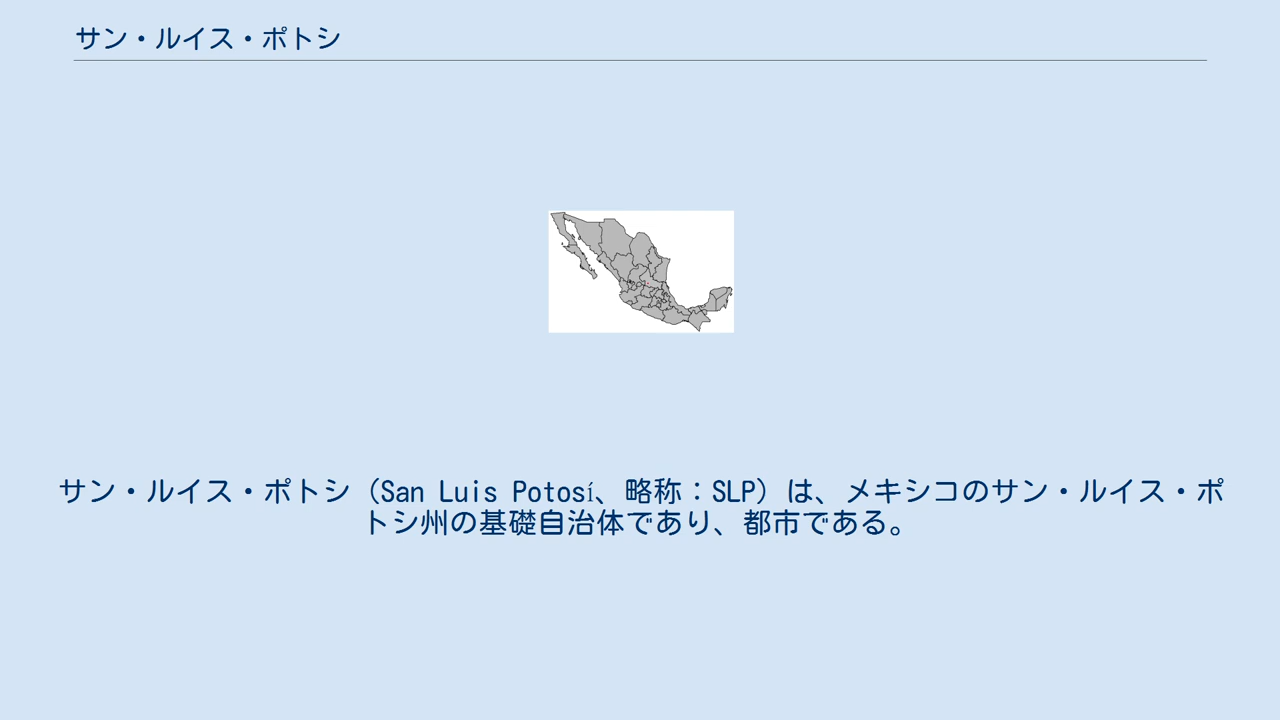 サン・ルイス・ポトシ
サン・ルイス・ポトシ（San Luis Potosí、略称：SLP）は、メキシコのサン・ルイス・ポ
トシ州の基礎自治体であり、都市である。